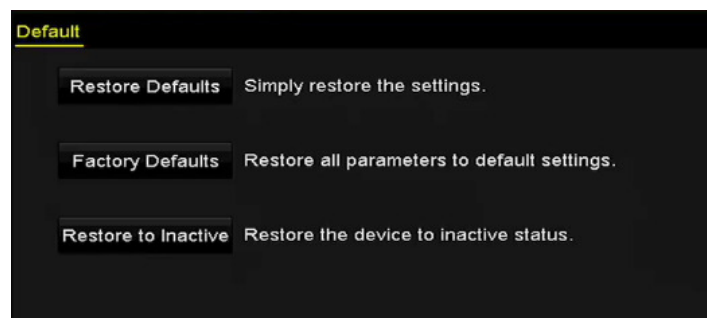 Default
Restore Defaults Simply restore the settings.
Factory Defaults Restore all parameters to default settings.
Restore to Inactive Restore the device to inactive status.